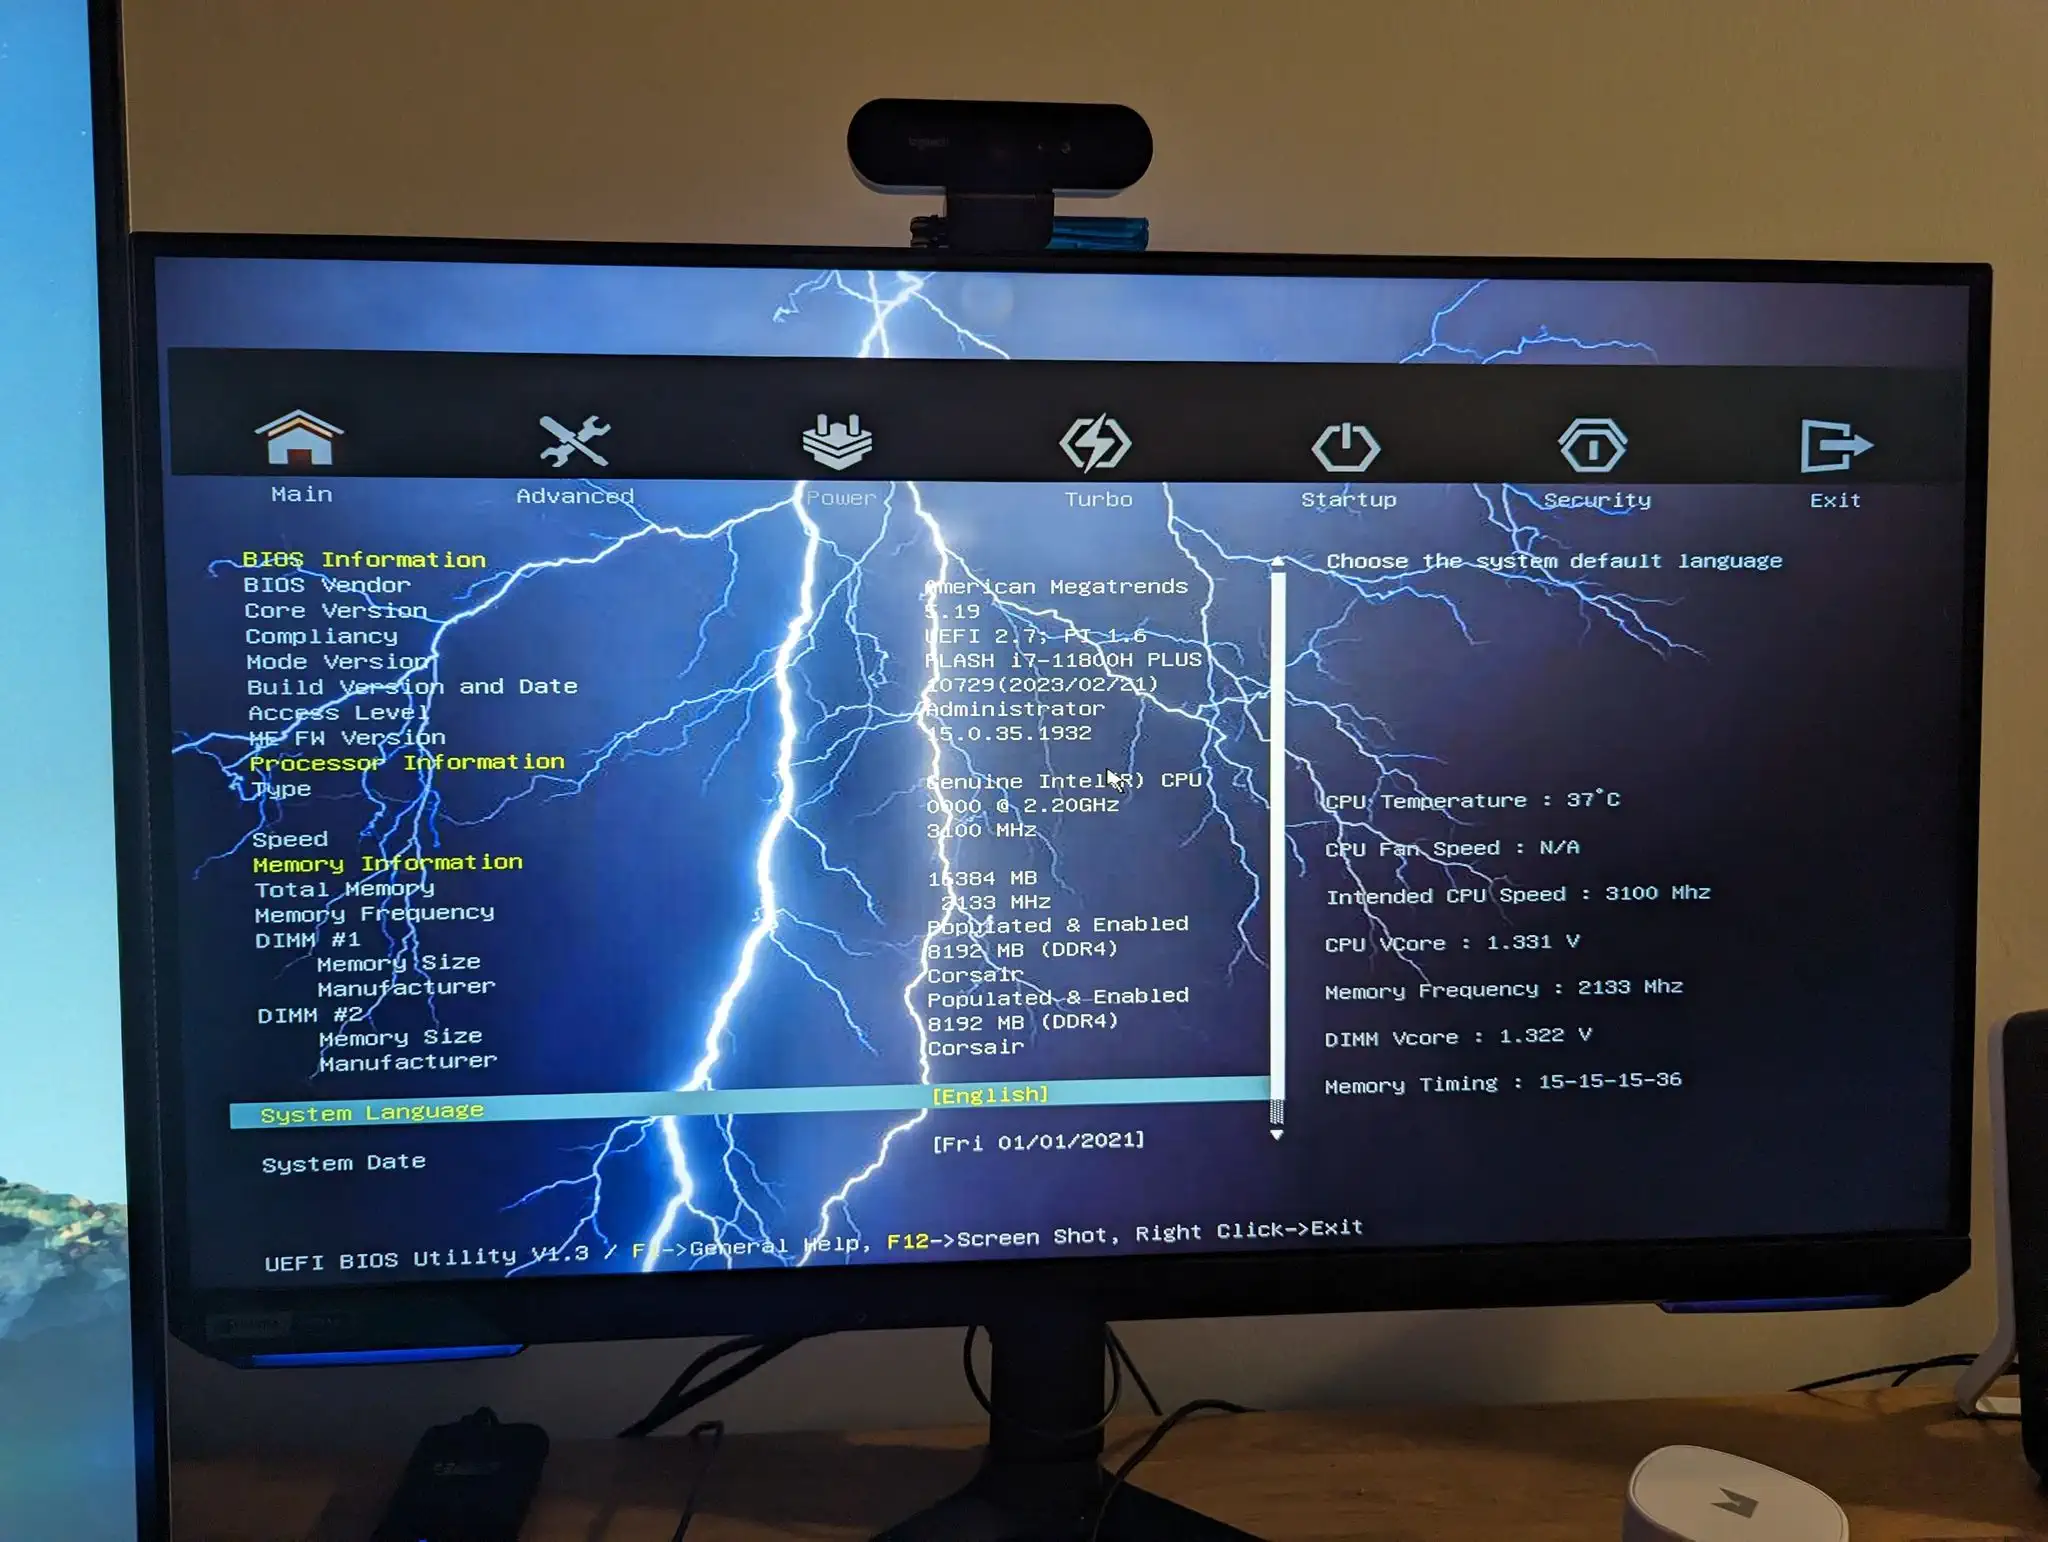 logitech
Main Advanced Power Turbo Startup Security Exit
BIOS Information
BIOS Vendor American Megatrends
Core Version 5.19
Compliancy UEFI 2.7; PI 1.6
Mode Version FLASH i7-11800H PLUS
Build Version and Date 10729(2023/02/21)
Access Level Administrator
ME FW Version 15.0.35.1932
Processor Information
Type Genuine Intel(R) CPU
0000 @ 2.20GHz
Speed 3100 MHz
Memory Information
Total Memory 16384 MB
Memory Frequency 2133 MHz
DIMM #1 Populated & Enabled
Memory Size 8192 MB (DDR4)
Manufacturer Corsair
DIMM #2 Populated & Enabled
Memory Size 8192 MB (DDR4)
Manufacturer Corsair
System Language [English]
System Date [Fri 01/01/2021]
Choose the system default language
CPU Temperature : 37°C
CPU Fan Speed : N/A
Intended CPU Speed : 3100 Mhz
CPU VCore : 1.331 V
Memory Frequency : 2133 Mhz
DIMM Vcore : 1.322 V
Memory Timing : 15-15-15-36
UEFI BIOS Utility V1.3 / F1->General Help, F12->Screen Shot, Right Click->Exit